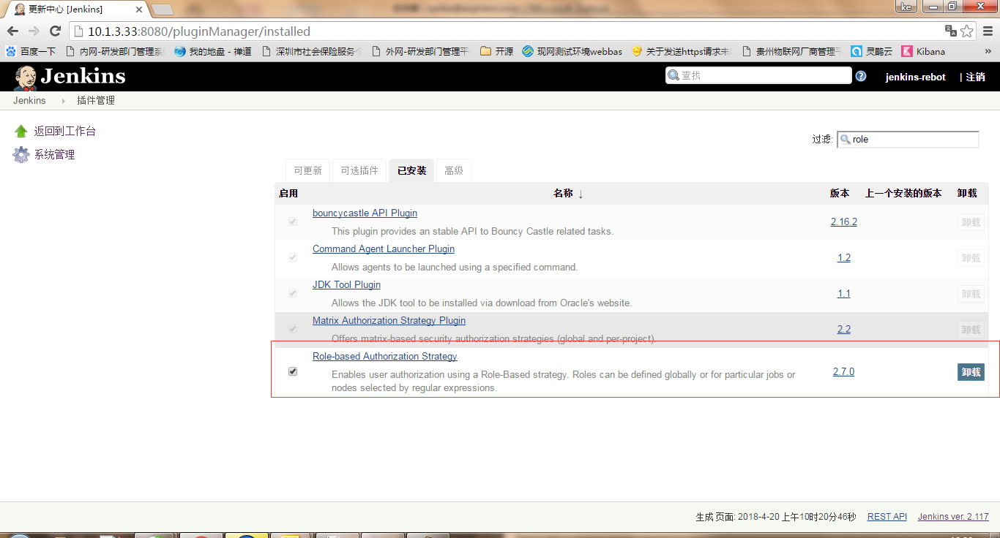 更新中心 [Jenkins]
ke
10.1.3.33:8080/pluginManager/installed
百度一下 内网-研发部门管理系 我的地盘 - 禅道 深圳市社会保险服务个 外网-研发部门管理平 开源 现网测试环境webbas 关于发送https请求未 贵州物联网厂商管理平 灵鹊云 Kibana »
Jenkins
查找
jenkins-rebot | 注销
Jenkins 插件管理
返回到工作台
系统管理
过滤: role
可更新 可选插件 已安装 高级
启用 名称 ↓ 版本 上一个安装的版本 卸载
bouncycastle API Plugin
This plugin provides an stable API to Bouncy Castle related tasks.
2.16.2 卸载
Command Agent Launcher Plugin
Allows agents to be launched using a specified command.
1.2 卸载
JDK Tool Plugin
Allows the JDK tool to be installed via download from Oracle's website.
1.1 卸载
Matrix Authorization Strategy Plugin
Offers matrix-based security authorization strategies (global and per-project).
2.2 卸载
Role-based Authorization Strategy
Enables user authorization using a Role-Based strategy. Roles can be defined globally or for particular jobs or
nodes selected by regular expressions.
2.7.0 卸载
生成 页面: 2018-4-20 上午10时20分46秒 REST API Jenkins ver. 2.117